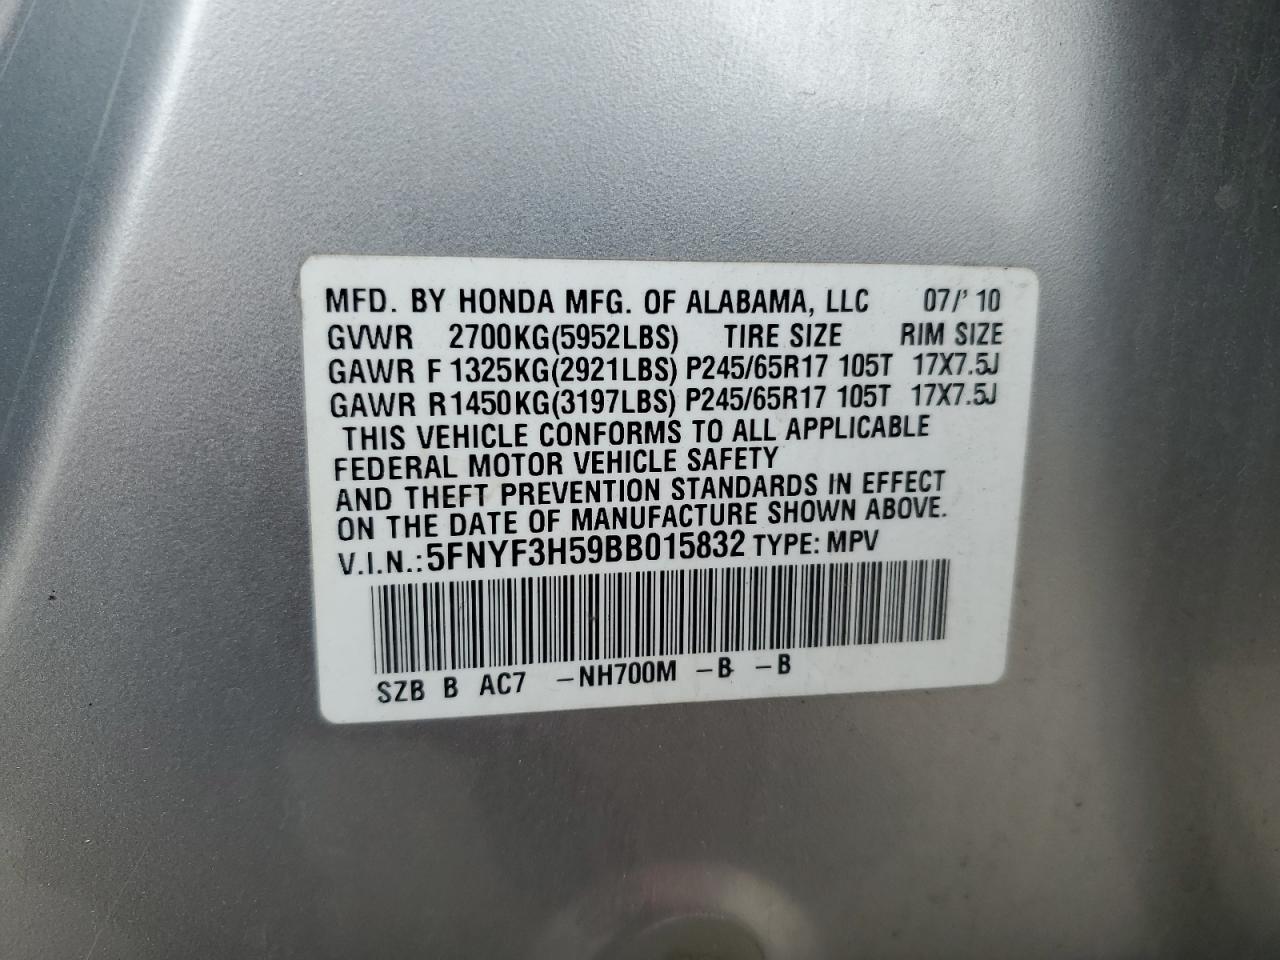 MFD. BY HONDA MFG. OF ALABAMA, LLC 07/' 10
GVWR 2700KG(5952LBS) TIRE SIZE RIM SIZE
GAWR F 1325KG(2921LBS) P245/65R17 105T 17X7.5J
GAWR R1450KG(3197LBS) P245/65R17 105T 17X7.5J
THIS VEHICLE CONFORMS TO ALL APPLICABLE
FEDERAL MOTOR VEHICLE SAFETY
AND THEFT PREVENTION STANDARDS IN EFFECT
ON THE DATE OF MANUFACTURE SHOWN ABOVE.
V.I.N.: 5FNYF3H59BB015832 TYPE: MPV
SZB B AC7 -NH700M -B -B